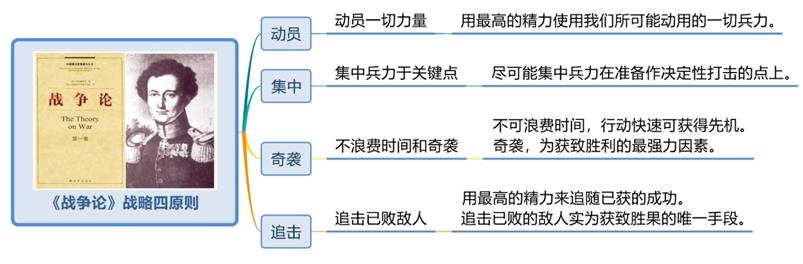 战争论
The Theory
on War
第一卷
《战争论》战略四原则
动员
动员一切力量
用最高的精力使用我们所可能动用的一切兵力。
集中
集中兵力于关键点
尽可能集中兵力在准备作决定性打击的点上。
奇袭
不浪费时间和奇袭
不可浪费时间，行动快速可获得先机。
奇袭，为获致胜利的最强力因素。
追击
追击已败敌人
用最高的精力来追随已获的成功。
追击已败的敌人实为获致胜果的唯一手段。